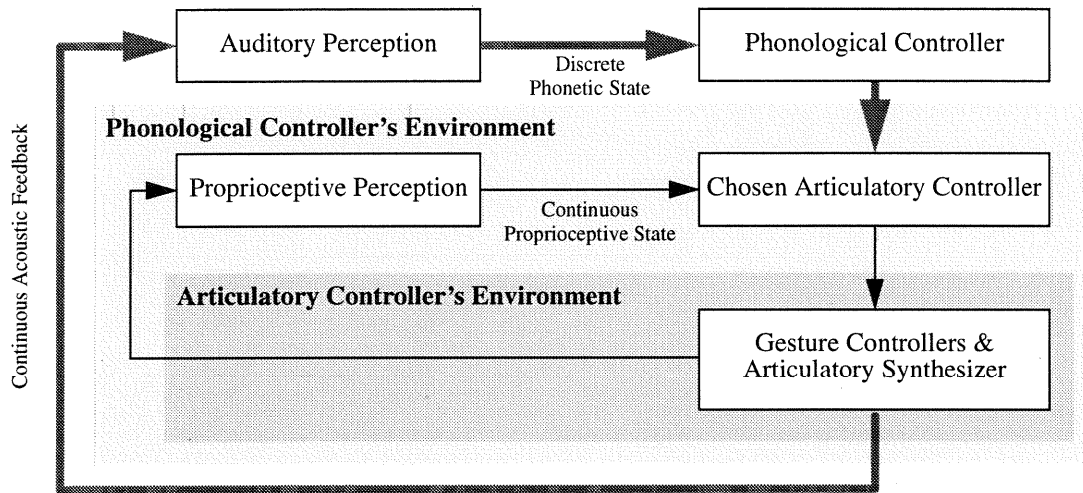 Auditory Perception
Phonological Controller
Discrete
Phonetic State
Phonological Controller's Environment
Proprioceptive Perception
Chosen Articulatory Controller
Continuous
Proprioceptive State
Continuous Acoustic Feedback
Articulatory Controller's Environment
Gesture Controllers &
Articulatory Synthesizer